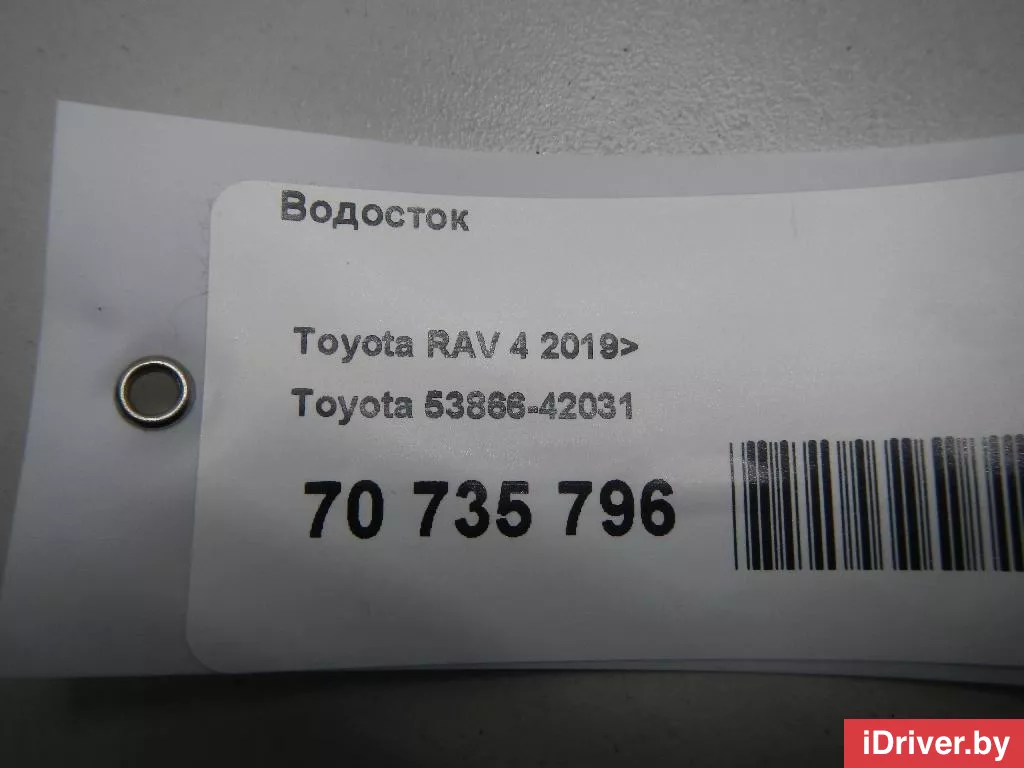 Водосток
Toyota RAV 4 2019>
Toyota 53866-42031
70 735 796
iDriver.by